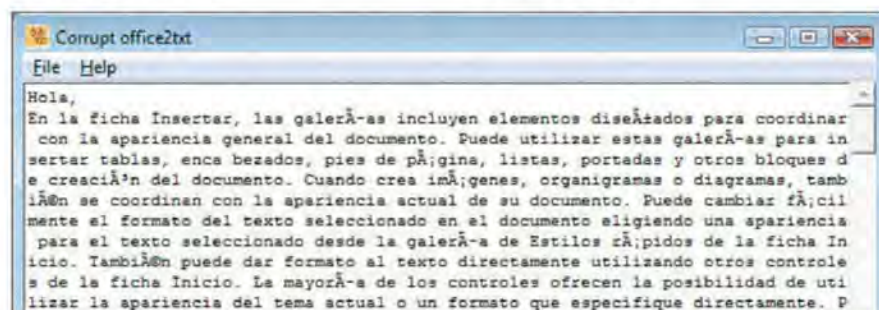 Corrupt office2txt
File Help
Hola,
En la ficha Insertar, las galerÃ-as incluyen elementos diseÃ±ados para coordinar
con la apariencia general del documento. Puede utilizar estas galerÃ-as para in
sertar tablas, enca bezados, pies de pÃ¡gina, listas, portadas y otros bloques d
e creaciÃ³n del documento. Cuando crea imÃ¡genes, organigramas o diagramas, tamb
iÃ©n se coordinan con la apariencia actual de su documento. Puede cambiar fÃ¡cil
mente el formato del texto seleccionado en el documento eligiendo una apariencia
para el texto seleccionado desde la galerÃ-a de Estilos rÃ¡pidos de la ficha In
icio. TambiÃ©n puede dar formato al texto directamente utilizando otros controle
s de la ficha Inicio. La mayorÃ-a de los controles ofrecen la posibilidad de uti
lizar la apariencia del tema actual o un formato que especifique directamente. P